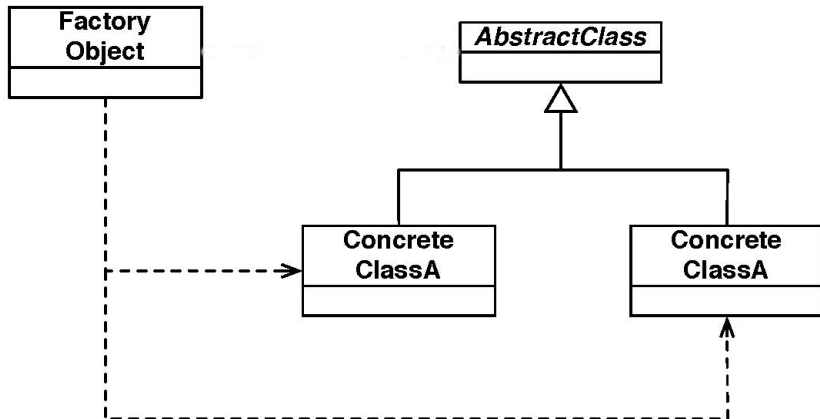 Factory
Object
AbstractClass
Concrete
ClassA
Concrete
ClassA